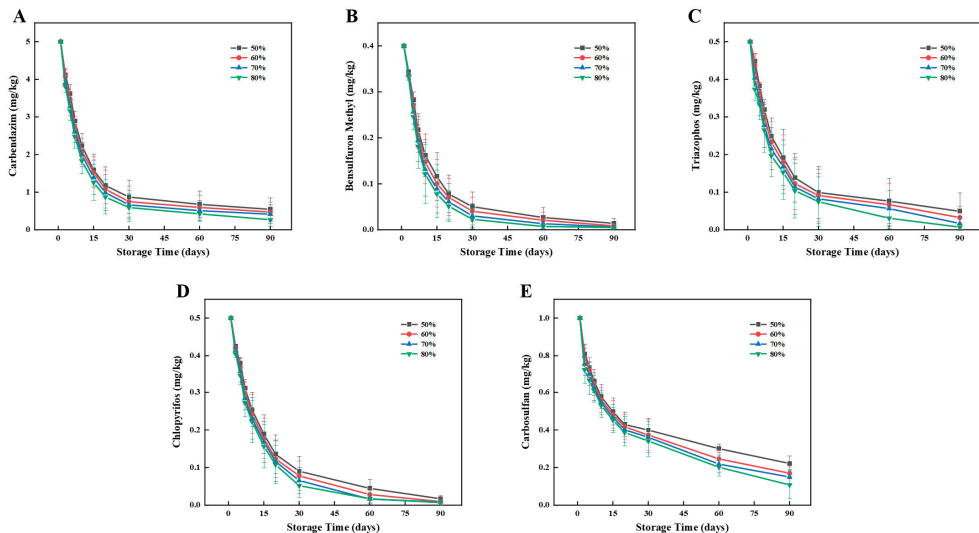 A
Carbendazim (mg/kg)
5
4
3
2
1
0
50%
60%
70%
80%
0 15 30 45 60 75 90
Storage Time (days)
B
Bensulfuron Methyl (mg/kg)
0.4
0.3
0.2
0.1
0.0
50%
60%
70%
80%
0 15 30 45 60 75 90
Storage Time (days)
C
Triazophos (mg/kg)
0.5
0.4
0.3
0.2
0.1
0.0
50%
60%
70%
80%
0 15 30 45 60 75 90
Storage Time (days)
D
Chlopyrifos (mg/kg)
0.5
0.4
0.3
0.2
0.1
0.0
50%
60%
70%
80%
0 15 30 45 60 75 90
Storage Time (days)
E
Carbosulfan (mg/kg)
1.0
0.8
0.6
0.4
0.2
0.0
50%
60%
70%
80%
0 15 30 45 60 75 90
Storage Time (days)